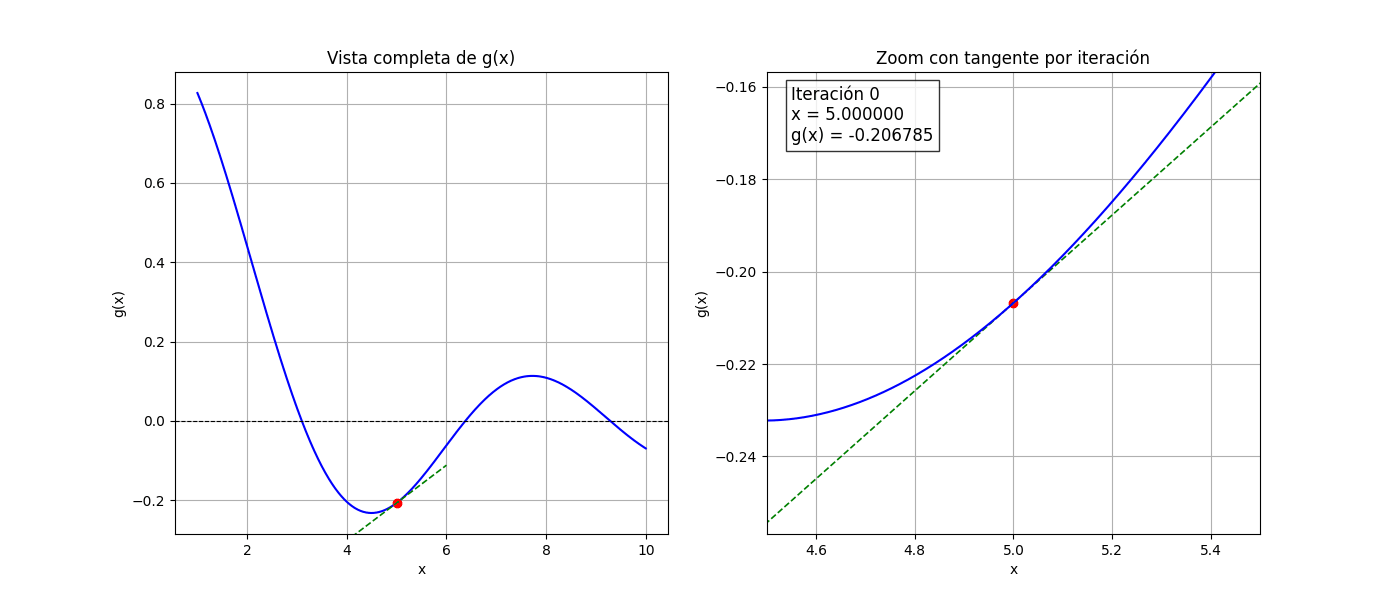 Vista completa de g(x)
g(x)
0.8
0.6
0.4
0.2
0.0
−0.2
2
4
6
8
10
x
Zoom con tangente por iteración
Iteración 0
x = 5.000000
g(x) = -0.206785
g(x)
−0.16
−0.18
−0.20
−0.22
−0.24
4.6
4.8
5.0
5.2
5.4
x